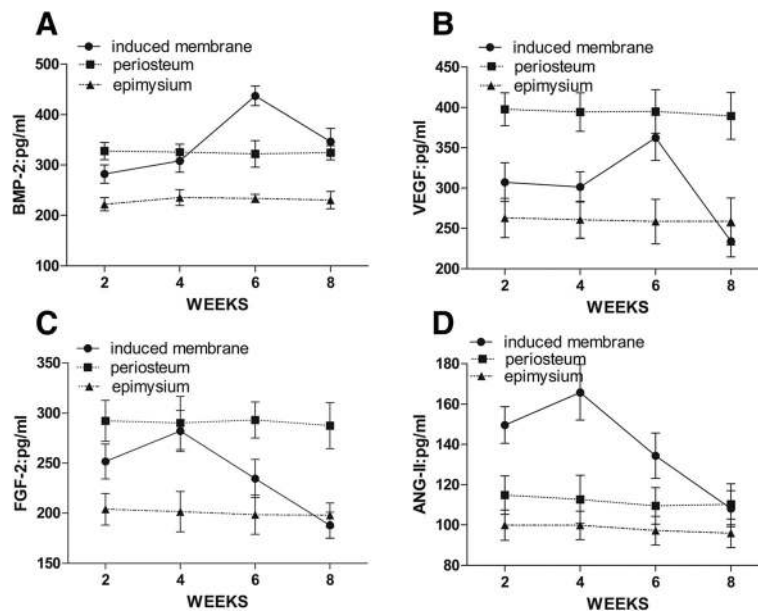 A
induced membrane
periosteum
epimysium
BMP-2:pg/ml
500
400
300
200
100
2 4 6 8
WEEKS
B
induced membrane
periosteum
epimysium
VEGF:pg/ml
450
400
350
300
250
200
2 4 6 8
WEEKS
C
induced membrane
periosteum
epimysium
FGF-2:pg/ml
350
300
250
200
150
2 4 6 8
WEEKS
D
induced membrane
periosteum
epimysium
ANG-II:pg/ml
180
160
140
120
100
80
2 4 6 8
WEEKS